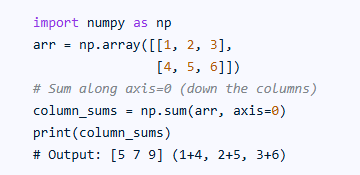 import numpy as np
arr = np.array([[1, 2, 3],
                [4, 5, 6]])
# Sum along axis=0 (down the columns)
column_sums = np.sum(arr, axis=0)
print(column_sums)
# Output: [5 7 9] (1+4, 2+5, 3+6)